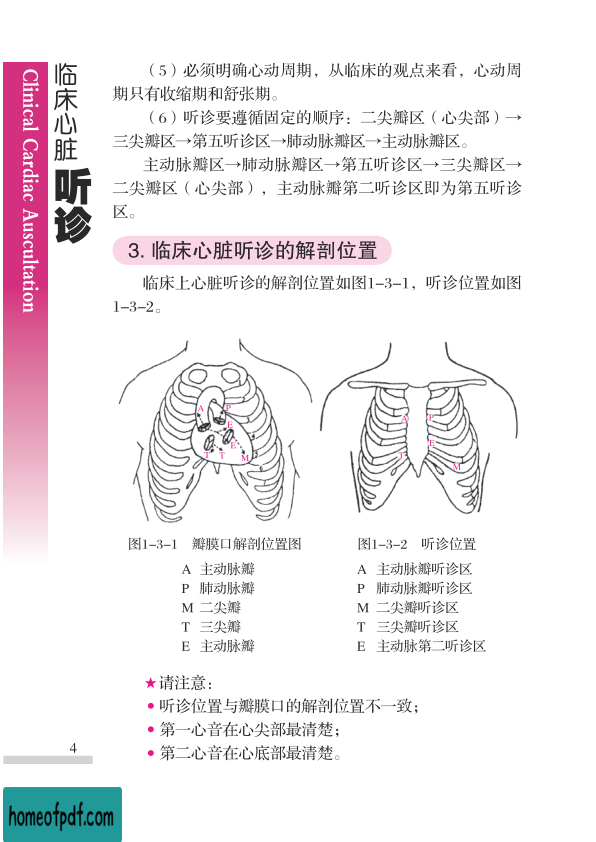 临床心脏 听诊
Clinical Cardiac Auscultation
（5）必须明确心动周期，从临床的观点来看，心动周
期只有收缩期和舒张期。
（6）听诊要遵循固定的顺序：二尖瓣区（心尖部）→
三尖瓣区→第五听诊区→肺动脉瓣区→主动脉瓣区。
主动脉瓣区→肺动脉瓣区→第五听诊区→三尖瓣区→
二尖瓣区（心尖部），主动脉瓣第二听诊区即为第五听诊
区。
3. 临床心脏听诊的解剖位置
临床上心脏听诊的解剖位置如图1-3-1，听诊位置如图
1-3-2。
A P
E
E
T T M
A P
E
T
M
图1-3-1 瓣膜口解剖位置图
A 主动脉瓣
P 肺动脉瓣
M 二尖瓣
T 三尖瓣
E 主动脉瓣
图1-3-2 听诊位置
A 主动脉瓣听诊区
P 肺动脉瓣听诊区
M 二尖瓣听诊区
T 三尖瓣听诊区
E 主动脉第二听诊区
★请注意：
●听诊位置与瓣膜口的解剖位置不一致；
●第一心音在心尖部最清楚；
●第二心音在心底部最清楚。
4
homeofpdf.com